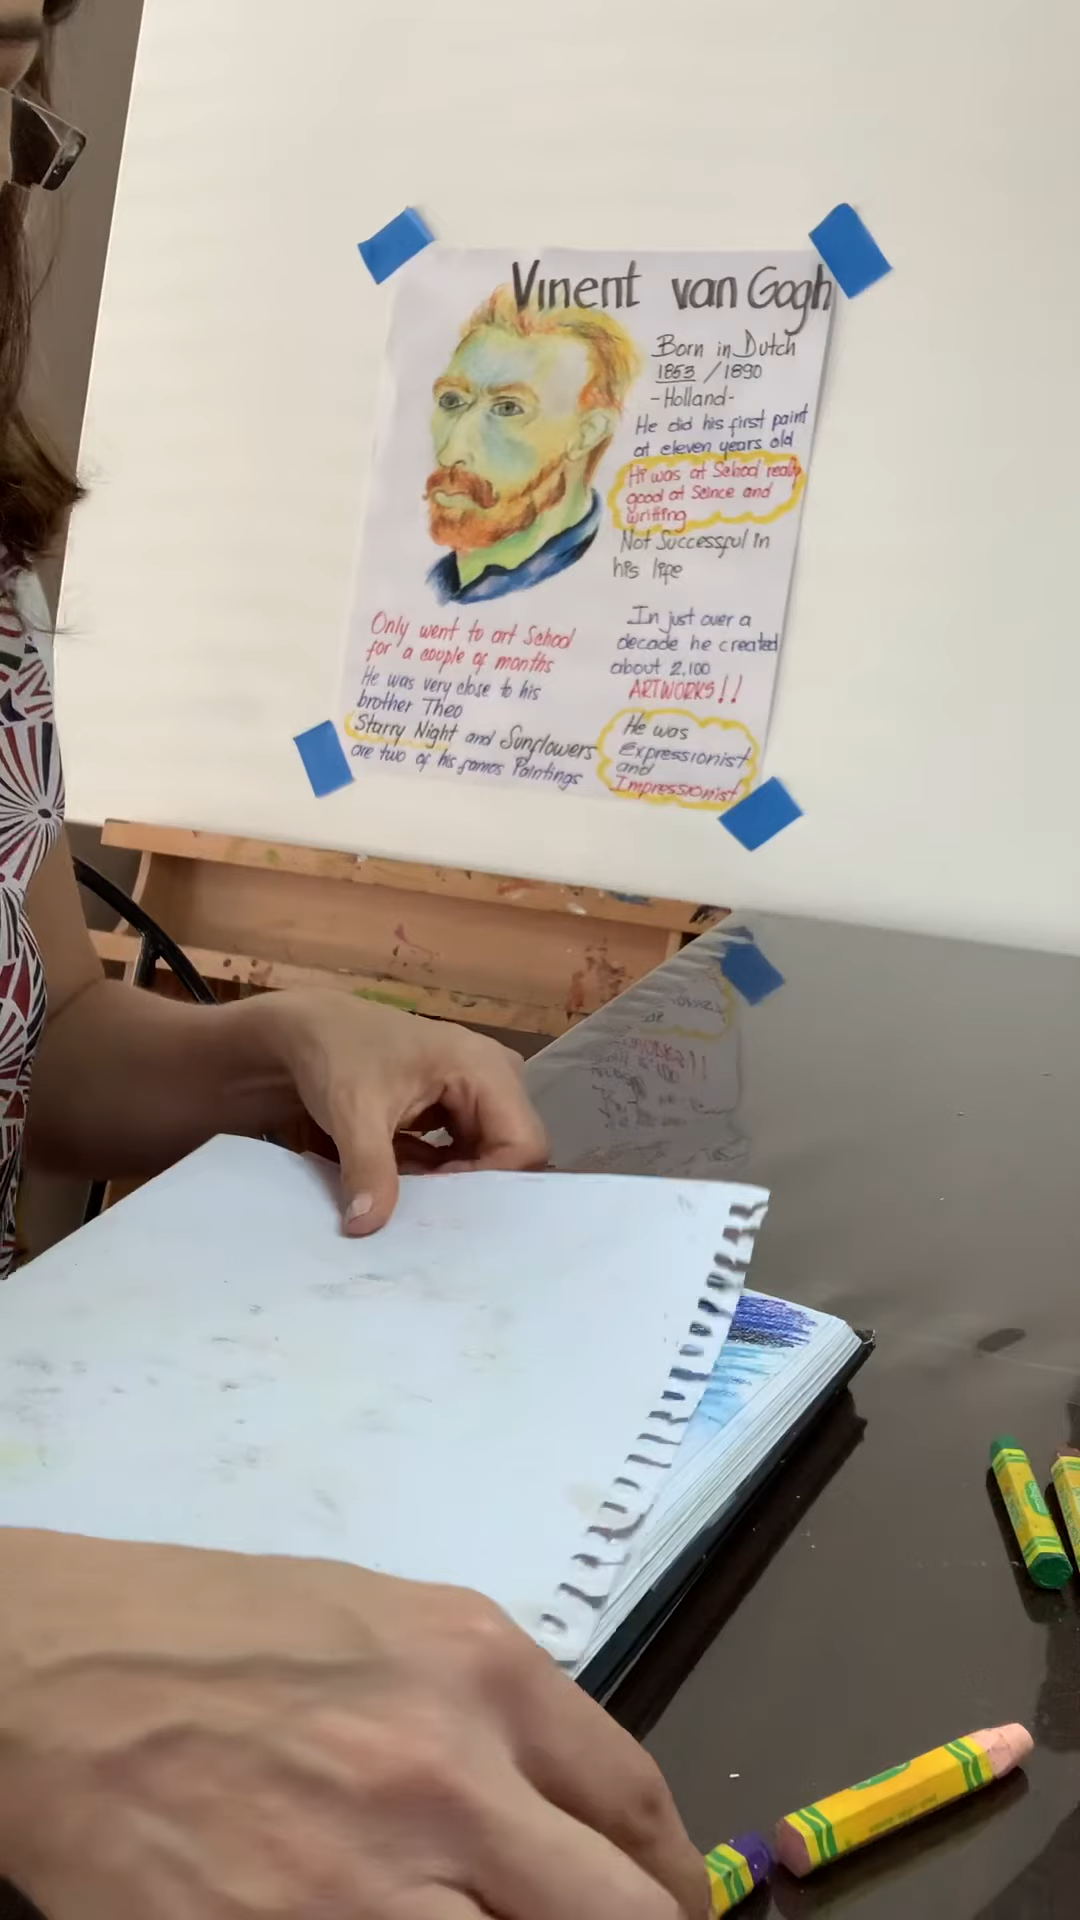 Vinent van Gogh
Born in Dutch
1853 / 1890
-Holland-
He did his first paint
at eleven years old
Hi was at School really
good at Science and
writting
Not Successful in
his life
In just over a
decade he created
about 2,100
ARTWORKS!!
He was
Expressionist
and
Impressionist
Only went to art School
for a couple of months
He was very close to his
brother Theo
Starry Night and Sunflowers
are two of his famos Paintings